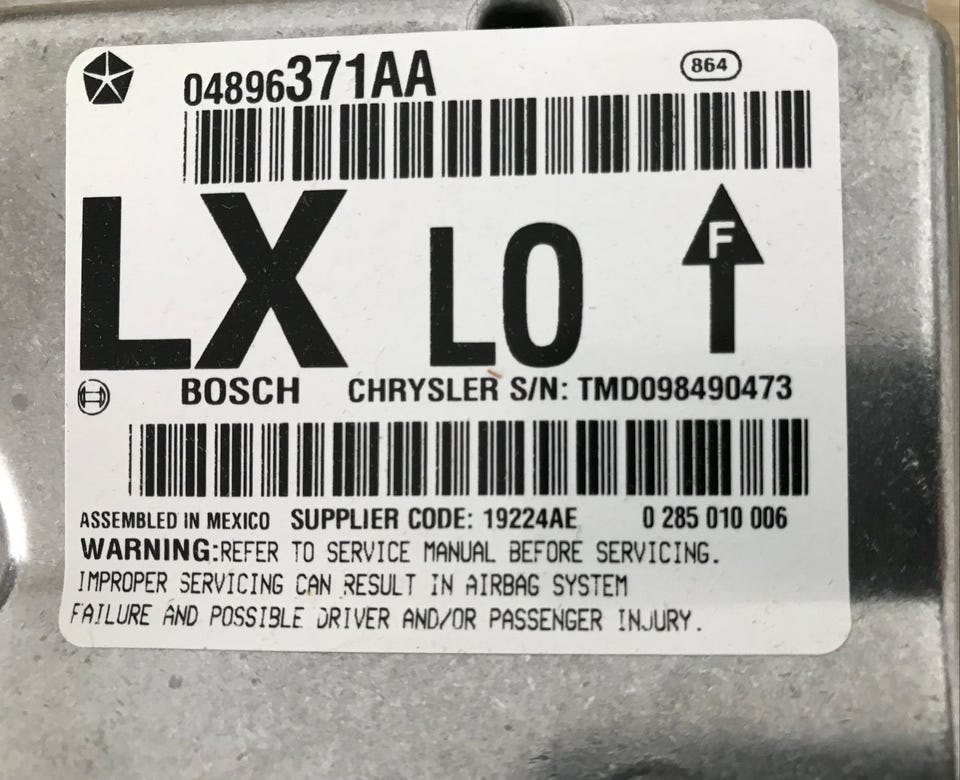 04896371AA 864
LX LO F
BOSCH CHRYSLER S/N: TMD098490473
ASSEMBLED IN MEXICO SUPPLIER CODE: 19224AE 0 285 010 006
WARNING:REFER TO SERVICE MANUAL BEFORE SERVICING.
IMPROPER SERVICING CAN RESULT IN AIRBAG SYSTEM
FAILURE AND POSSIBLE DRIVER AND/OR PASSENGER INJURY.